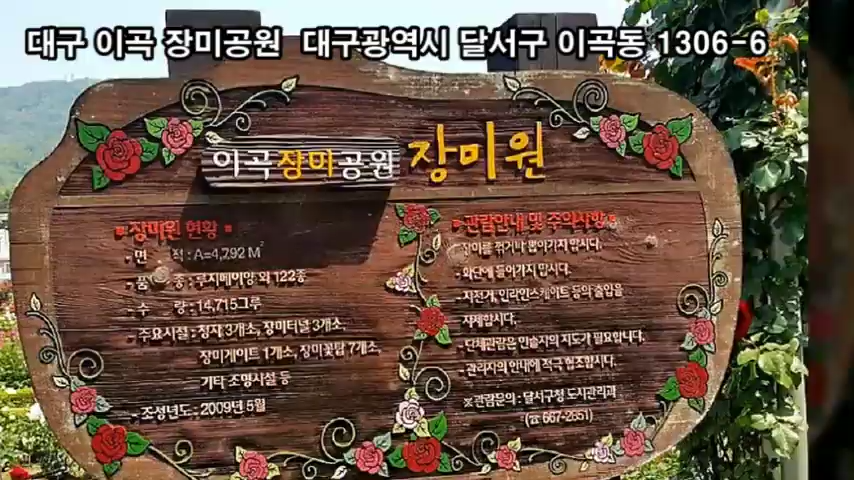 대구 이곡 장미공원  대구광역시 달서구 이곡동 1306-6
이곡장미공원 장미원
장미원 현황
- 면 적 : A=4,292 M²
- 품 종 : 루지메이양 외 122종
- 수 량 : 14,715그루
- 주요시설 : 정자 3개소, 장미터널 3개소,
장미게이트 1개소, 장미꽃탑 7개소,
기타 조명시설 등
- 조성년도 : 2009년 5월
관람안내 및 주의사항
- 장미를 꺾거나 뽑아가지 맙시다.
- 화단에 들어가지 맙시다.
- 자전거, 인라인스케이트 등의 출입을
자제합시다.
- 단체관람은 인솔자의 지도가 필요합니다.
- 관리자의 안내에 적극 협조합시다.
※관람문의 : 달서구청 도시관리과
(☎ 667-2851)